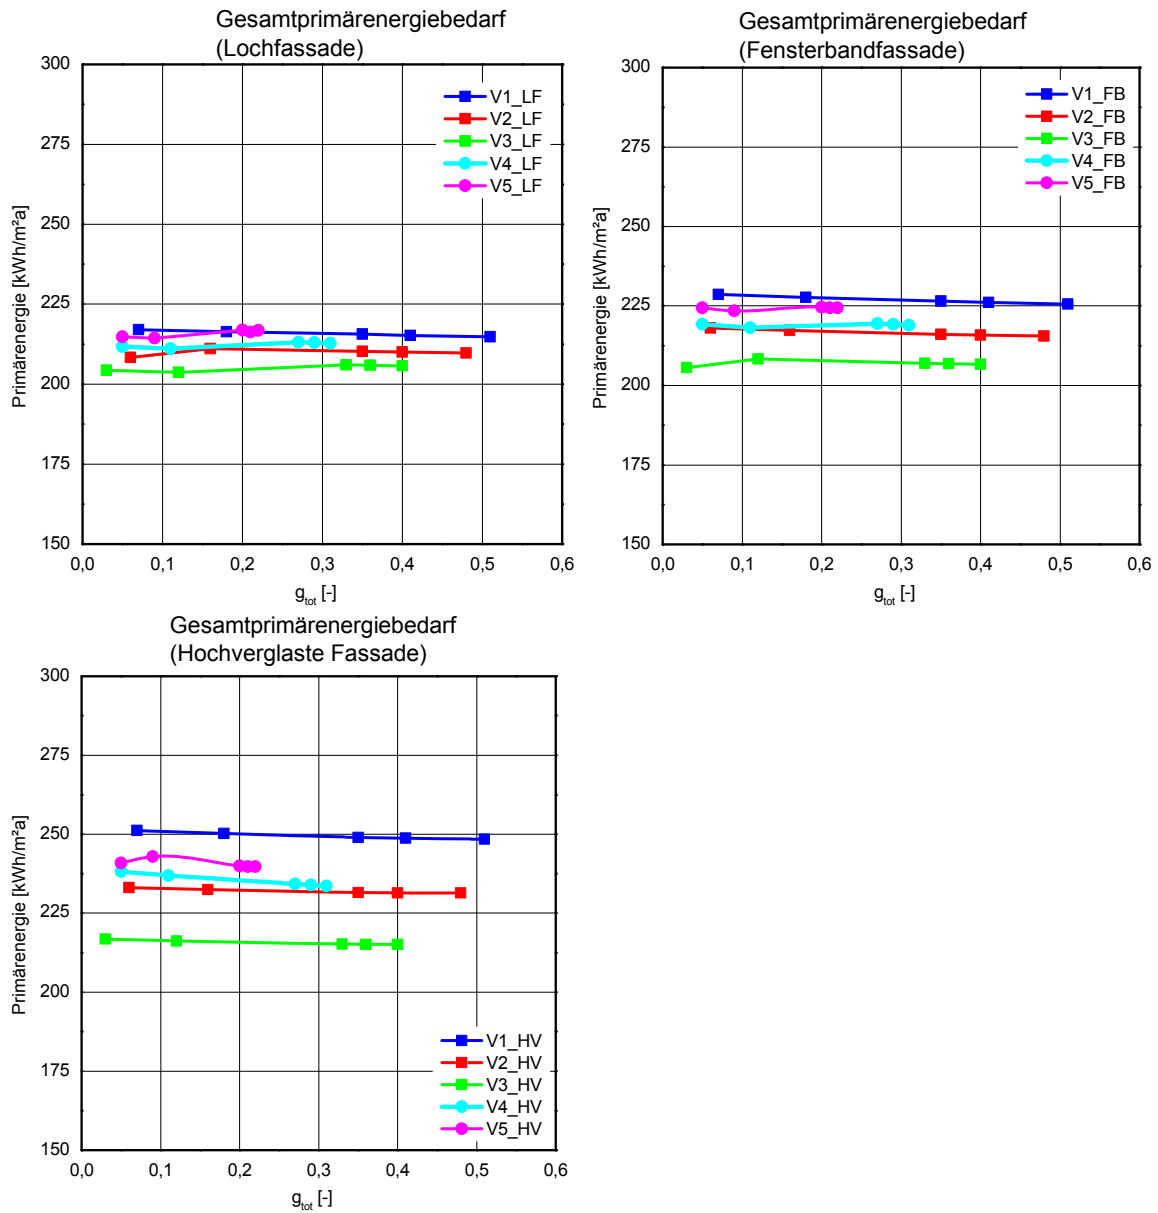 Gesamtprimärenergiebedarf
(Lochfassade)
300
275
250
225
200
175
150
Primärenergie [kWh/m²a]
V1_LF
V2_LF
V3_LF
V4_LF
V5_LF
0,0 0,1 0,2 0,3 0,4 0,5 0,6
gtot [-]
Gesamtprimärenergiebedarf
(Fensterbandfassade)
300
275
250
225
200
175
150
Primärenergie [kWh/m²a]
V1_FB
V2_FB
V3_FB
V4_FB
V5_FB
0,0 0,1 0,2 0,3 0,4 0,5 0,6
gtot [-]
Gesamtprimärenergiebedarf
(Hochverglaste Fassade)
300
275
250
225
200
175
150
Primärenergie [kWh/m²a]
V1_HV
V2_HV
V3_HV
V4_HV
V5_HV
0,0 0,1 0,2 0,3 0,4 0,5 0,6
gtot [-]